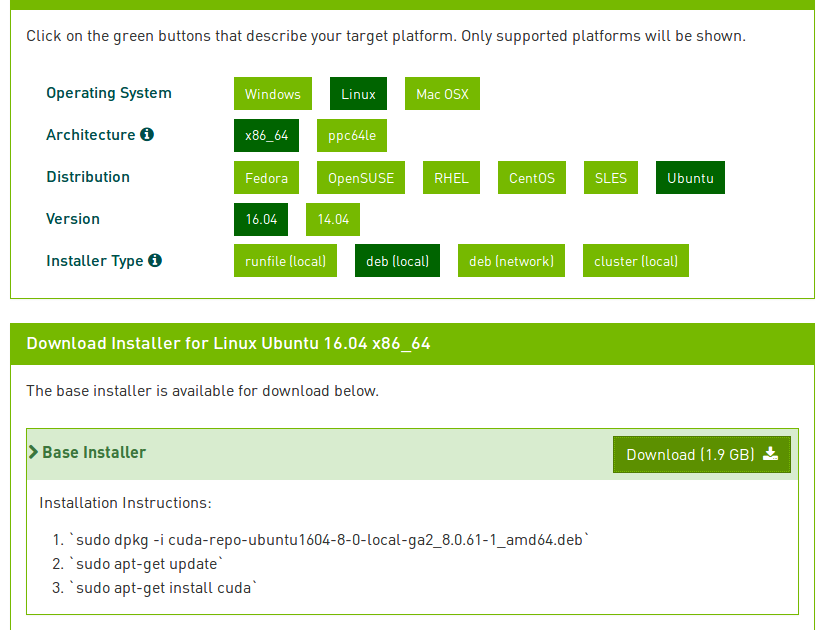 Click on the green buttons that describe your target platform. Only supported platforms will be shown.
Operating System Windows Linux Mac OSX
Architecture x86_64 ppc64le
Distribution Fedora OpenSUSE RHEL CentOS SLES Ubuntu
Version 16.04 14.04
Installer Type runfile (local) deb (local) deb (network) cluster (local)
Download Installer for Linux Ubuntu 16.04 x86_64
The base installer is available for download below.
Base Installer Download (1.9 GB)
Installation Instructions:
1. `sudo dpkg -i cuda-repo-ubuntu1604-8-0-local-ga2_8.0.61-1_amd64.deb`
2. `sudo apt-get update`
3. `sudo apt-get install cuda`